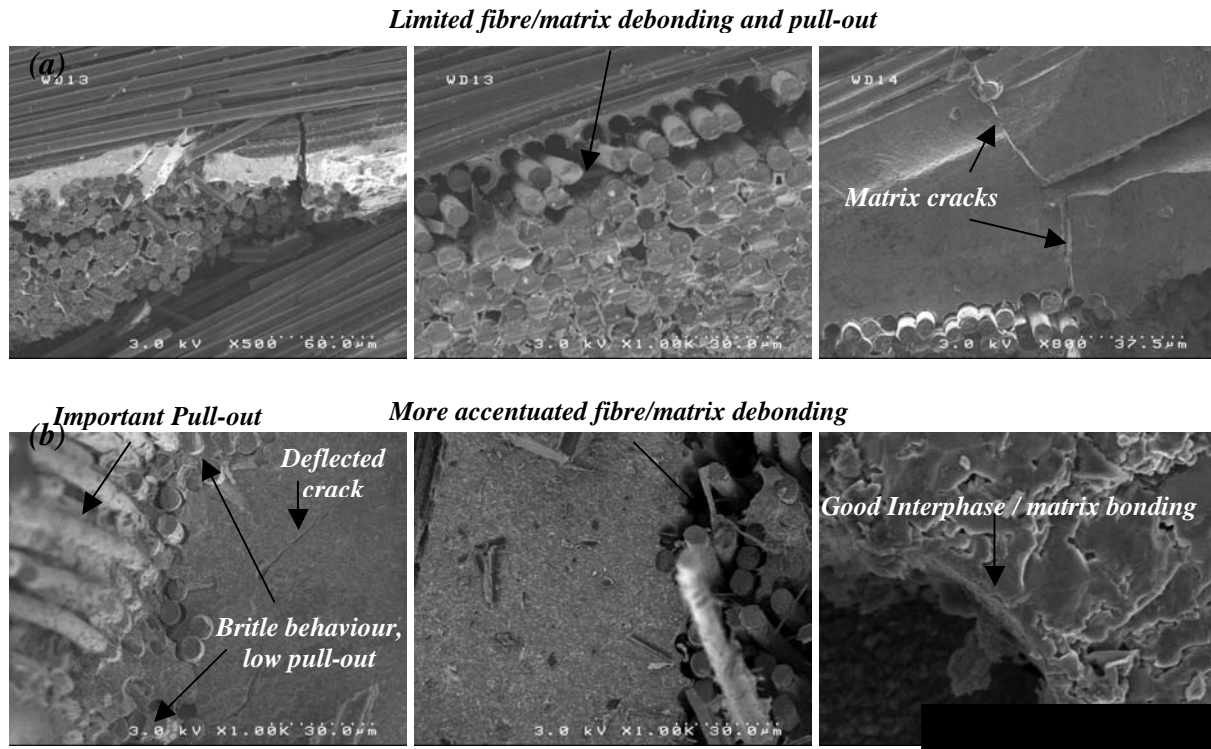 Limited fibre/matrix debonding and pull-out
(a)
WD13
3.0 kV X500 60.0µm
WD13
3.0 kV X1.00K 30.0µm
WD14
Matrix cracks
3.0 kV X800 37.5µm
Important Pull-out
More accentuated fibre/matrix debonding
(b)
Deflected
crack
Britle behaviour,
low pull-out
3.0 kV X1.00K 30.0µm
3.0 kV X1.00K 30.0µm
Good Interphase / matrix bonding